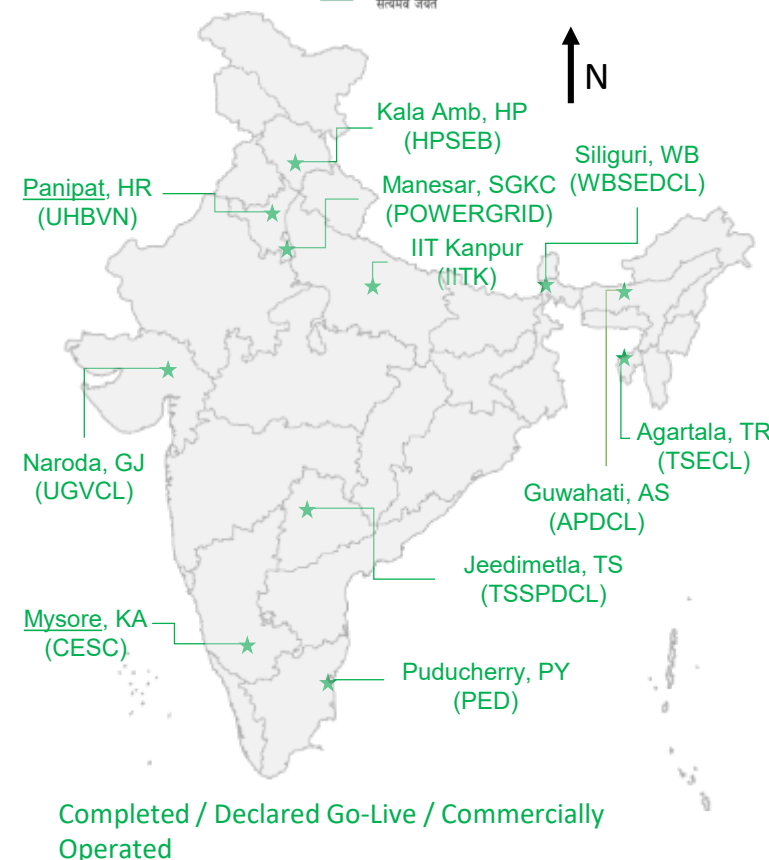 सत्यमेव जयते
N
Kala Amb, HP
(HPSEB)
Siliguri, WB
(WBSEDCL)
Panipat, HR
(UHBVN)
Manesar, SGKC
(POWERGRID)
IIT Kanpur
(IITK)
Agartala, TR
(TSECL)
Naroda, GJ
(UGVCL)
Guwahati, AS
(APDCL)
Jeedimetla, TS
(TSSPDCL)
Mysore, KA
(CESC)
Puducherry, PY
(PED)
Completed / Declared Go-Live / Commercially
Operated